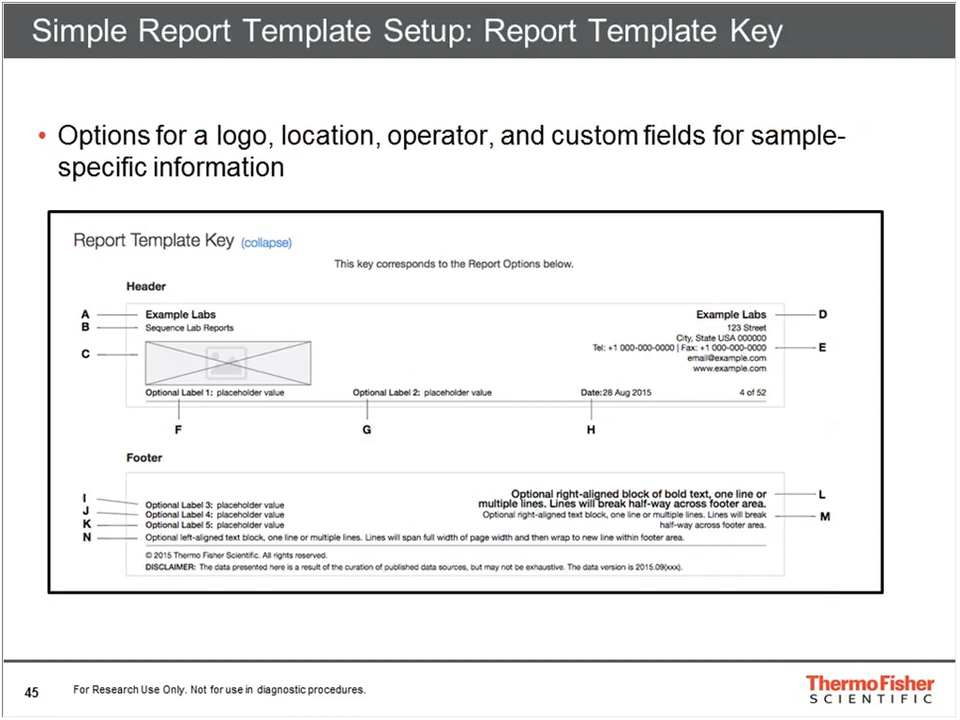 Simple Report Template Setup: Report Template Key
• Options for a logo, location, operator, and custom fields for sample-
specific information
Report Template Key (collapse)
This key corresponds to the Report Options below.
Header
A Example Labs Example Labs D
B Sequence Lab Reports 123 Street
City, State USA 000000
C Tel: +1 000-000-0000 | Fax: +1 000-000-0000 E
email@example.com
www.example.com
Optional Label 1: placeholder value Optional Label 2: placeholder value Date:28 Aug 2015 4 of 52
F G H
Footer
I Optional Label 3: placeholder value Optional right-aligned block of bold text, one line or L
multiple lines. Lines will break half-way across footer area.
J Optional Label 4: placeholder value Optional right-aligned text block, one line or multiple lines. Lines will break M
K Optional Label 5: placeholder value half-way across footer area.
N Optional left-aligned text block, one line or multiple lines. Lines will span full width of page width and then wrap to new line within footer area.
© 2015 Thermo Fisher Scientific. All rights reserved.
DISCLAIMER: The data presented here is a result of the curation of published data sources, but may not be exhaustive. The data version is 2015.09(xxx).
45 For Research Use Only. Not for use in diagnostic procedures.
ThermoFisher
SCIENTIFIC